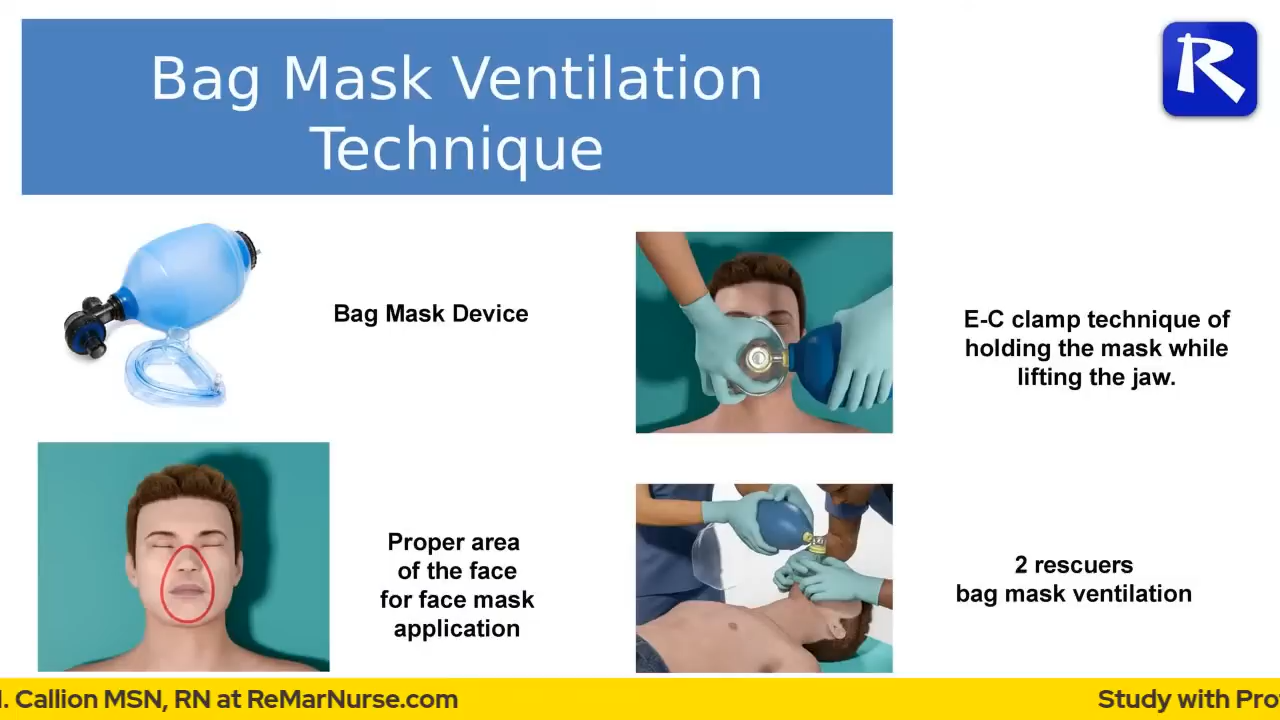 Bag Mask Ventilation
Technique
R
Bag Mask Device
E-C clamp technique of
holding the mask while
lifting the jaw.
Proper area
of the face
for face mask
application
2 rescuers
bag mask ventilation
. Callion MSN, RN at ReMarNurse.com
Study with Pro